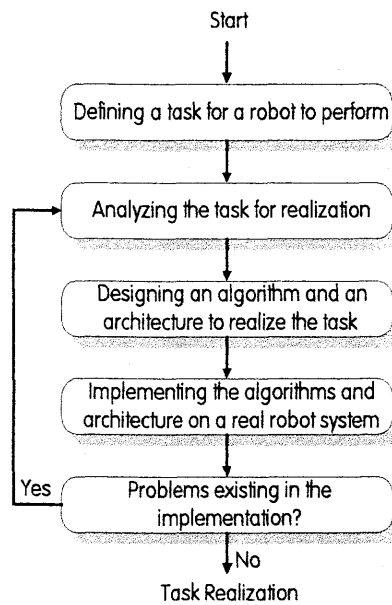 Start
Defining a task for a robot to perform
Analyzing the task for realization
Designing an algorithm and an
architecture to realize the task
Implementing the algorithms and
architecture on a real robot system
Yes
Problems existing in the
implementation?
No
Task Realization